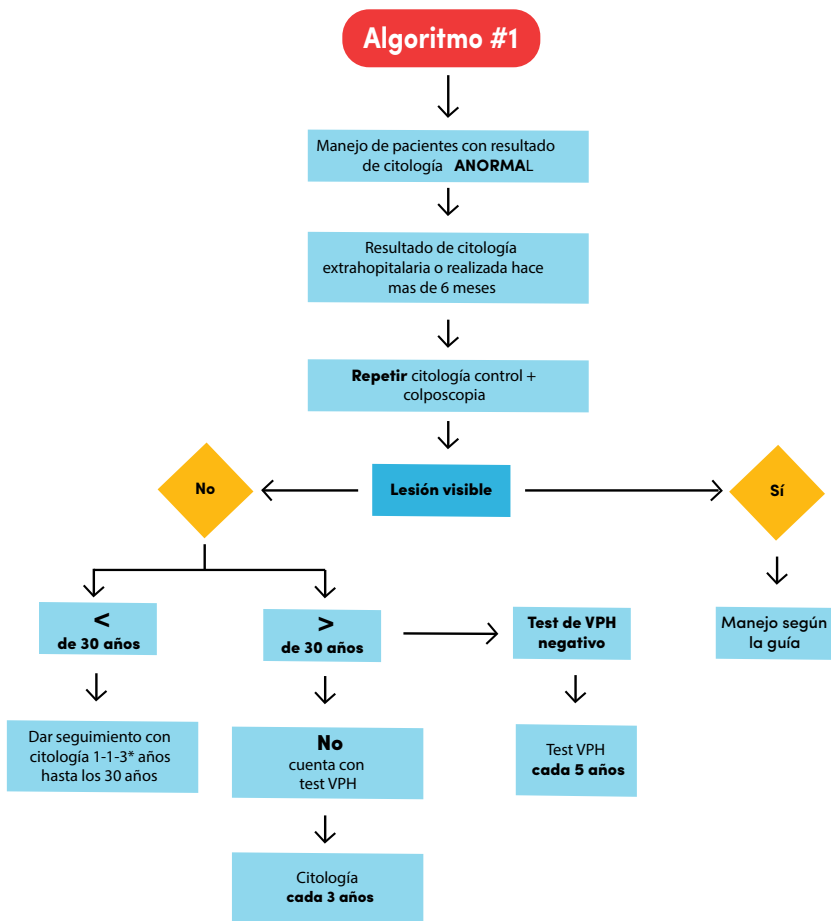 Algoritmo #1
Manejo de pacientes con resultado
de citología ANORMAL
Resultado de citología
extrahopitalaria o realizada hace
mas de 6 meses
Repetir citología control +
colposcopia
No
Lesión visible
Sí
<
de 30 años
>
de 30 años
Test de VPH
negativo
Manejo según
la guía
Dar seguimiento con
citología 1-1-3* años
hasta los 30 años
No
cuenta con
test VPH
Test VPH
cada 5 años
Citología
cada 3 años